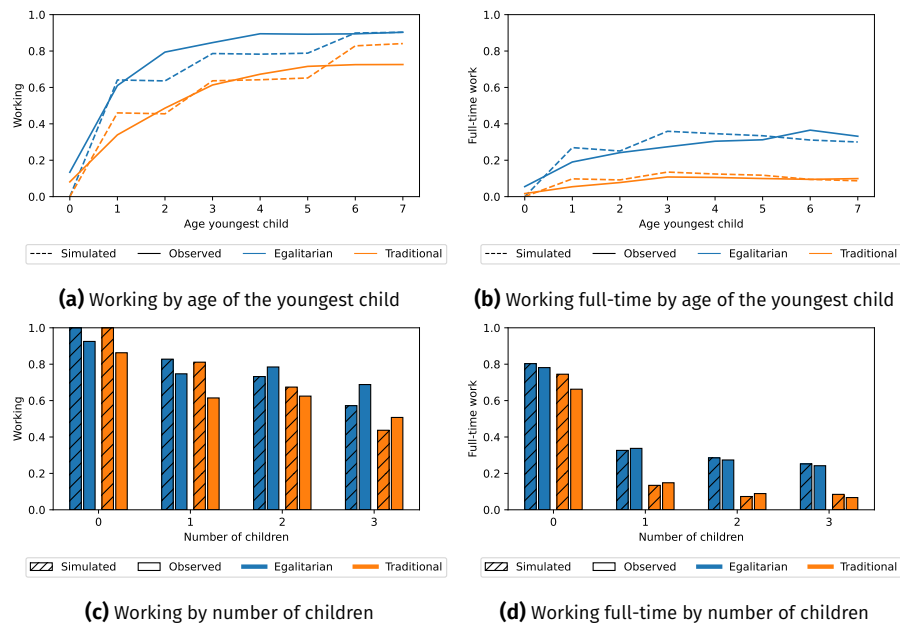 1.0
0.8
0.6
0.4
0.2
0.0
Working
0 1 2 3 4 5 6 7
Age youngest child
Simulated Observed Egalitarian Traditional
(a) Working by age of the youngest child
1.0
0.8
0.6
0.4
0.2
0.0
Full-time work
0 1 2 3 4 5 6 7
Age youngest child
Simulated Observed Egalitarian Traditional
(b) Working full-time by age of the youngest child
1.0
0.8
0.6
0.4
0.2
0.0
Working
0 1 2 3
Number of children
Simulated Observed Egalitarian Traditional
(c) Working by number of children
1.0
0.8
0.6
0.4
0.2
0.0
Full-time work
0 1 2 3
Number of children
Simulated Observed Egalitarian Traditional
(d) Working full-time by number of children